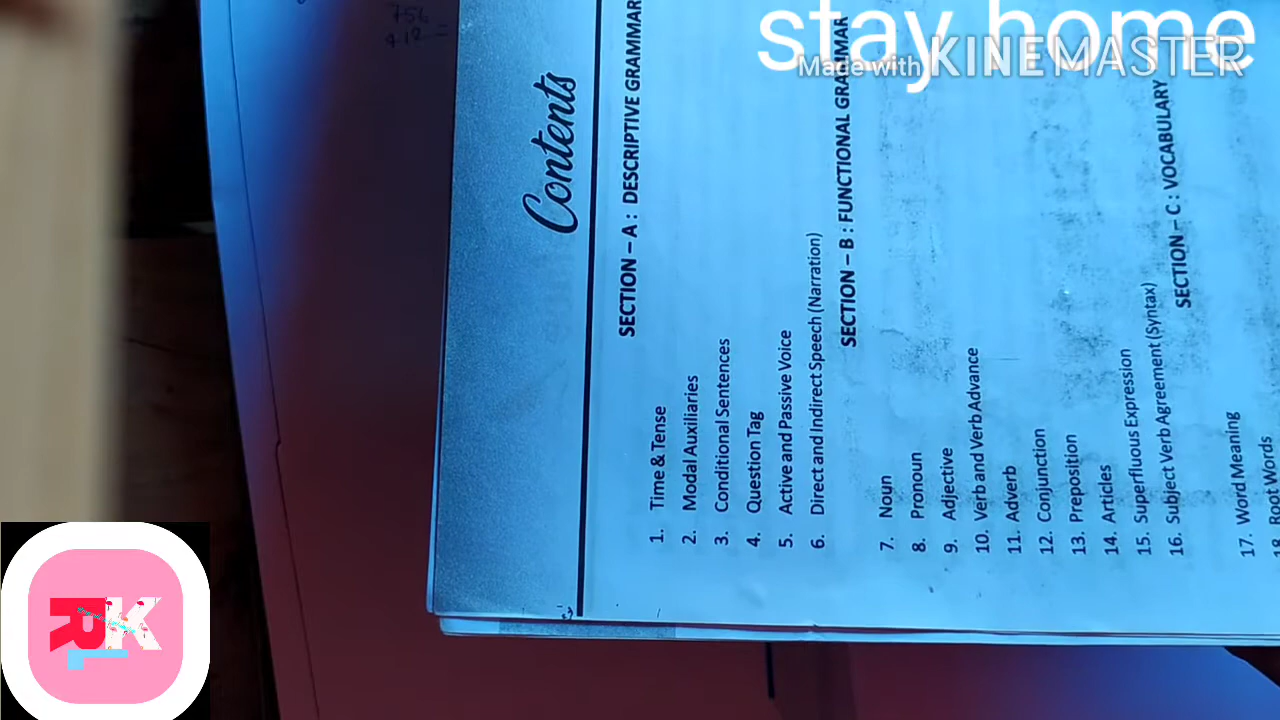 stay home
Made with KINEMASTER
Contents
SECTION – A : DESCRIPTIVE GRAMMAR
1. Time & Tense
2. Modal Auxiliaries
3. Conditional Sentences
4. Question Tag
5. Active and Passive Voice
6. Direct and Indirect Speech (Narration)
SECTION – B : FUNCTIONAL GRAMMAR
7. Noun
8. Pronoun
9. Adjective
10. Verb and Verb Advance
11. Adverb
12. Conjunction
13. Preposition
14. Articles
15. Superfluous Expression
16. Subject Verb Agreement (Syntax)
SECTION – C : VOCABULARY
17. Word Meaning
18. Root Words
RK